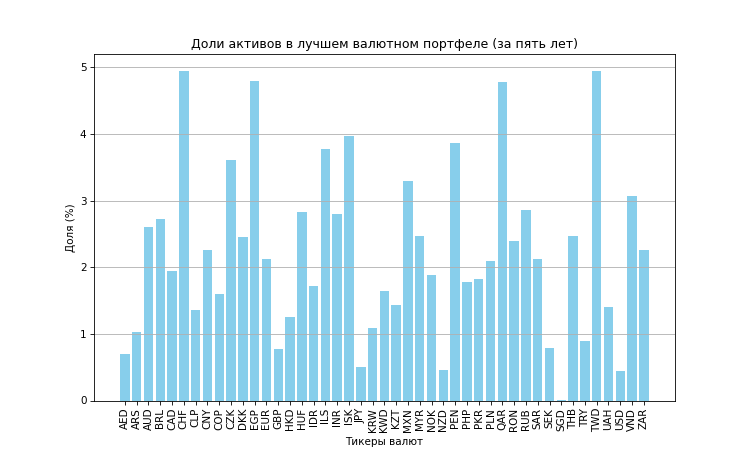 Доли активов в лучшем валютном портфеле (за пять лет)
Доля (%)
5
4
3
2
1
0
AED ARS AUD BRL CAD CHF CLP CNY COP CZK DKK EGP EUR GBP HKD HUF IDR ILS INR ISK JPY KRW KWD KZT MXN MYR NOK NZD PEN PHP PKR PLN QAR RON RUB SAR SEK SGD THB TRY TWD UAH USD VND ZAR
Тикеры валют